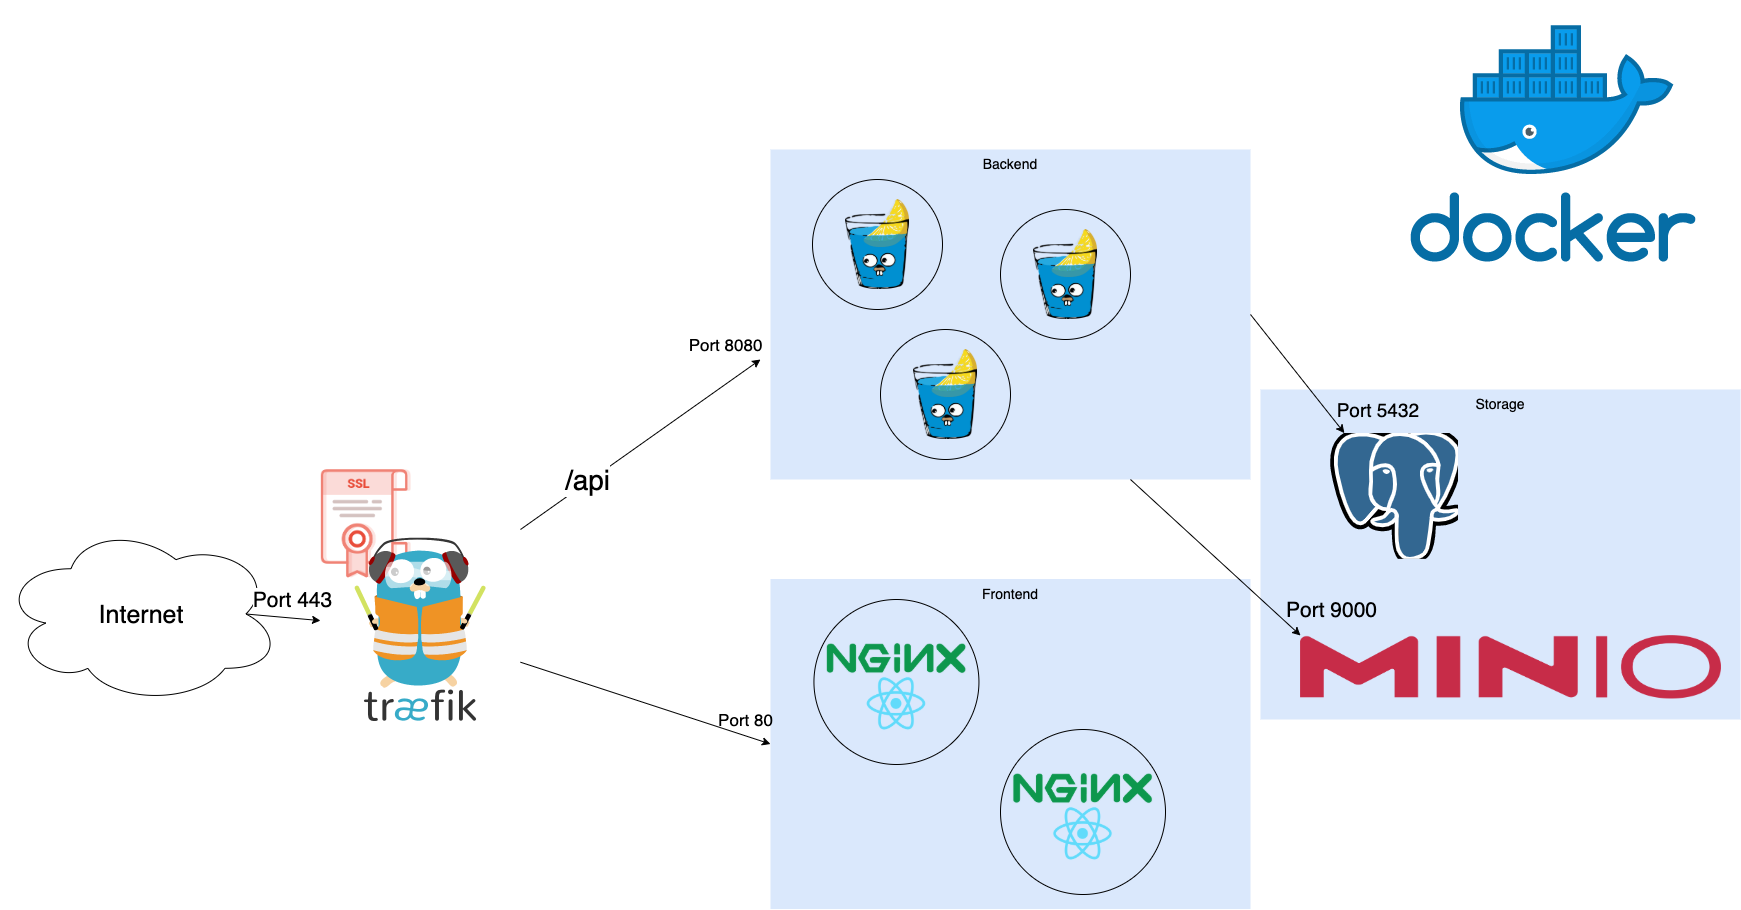 docker
Backend
Port 8080
/api
SSL
Internet
Port 443
træfik
Storage
Port 5432
Port 9000
MINIO
Frontend
Port 80
NGiNX
NGiNX